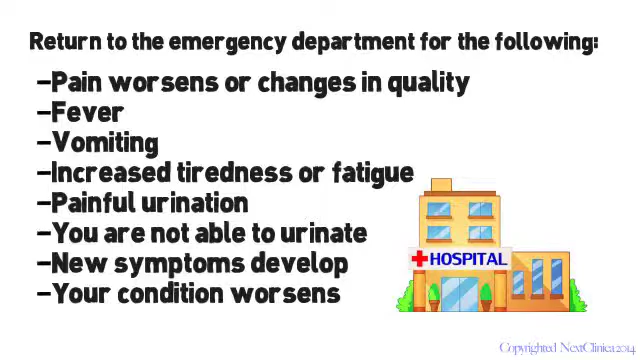 Return to the emergency department for the following:
-Pain worsens or changes in quality
-Fever
-Vomiting
-Increased tiredness or fatigue
-Painful urination
-You are not able to urinate
-New symptoms develop
-Your condition worsens
HOSPITAL
Copyrighted NextClinica 2014